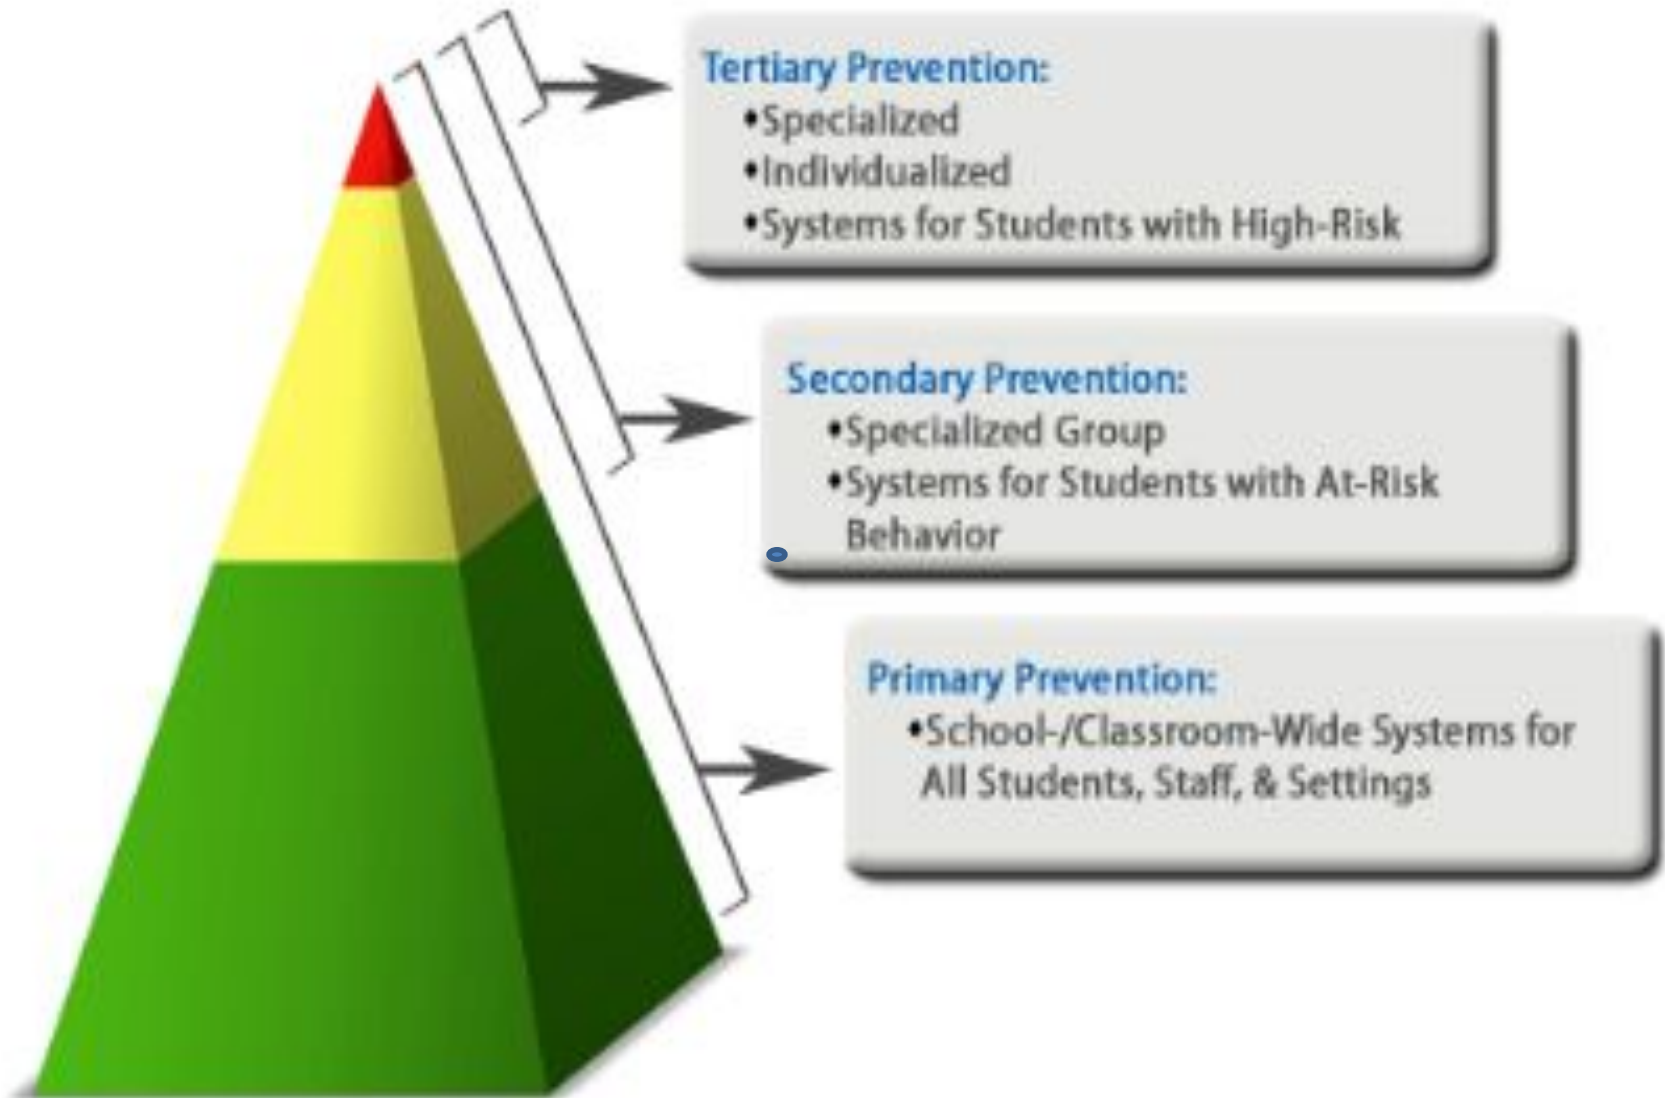 Tertiary Prevention:
•Specialized
•Individualized
•Systems for Students with High-Risk
Secondary Prevention:
•Specialized Group
•Systems for Students with At-Risk
Behavior
Primary Prevention:
•School-/Classroom-Wide Systems for
All Students, Staff, & Settings